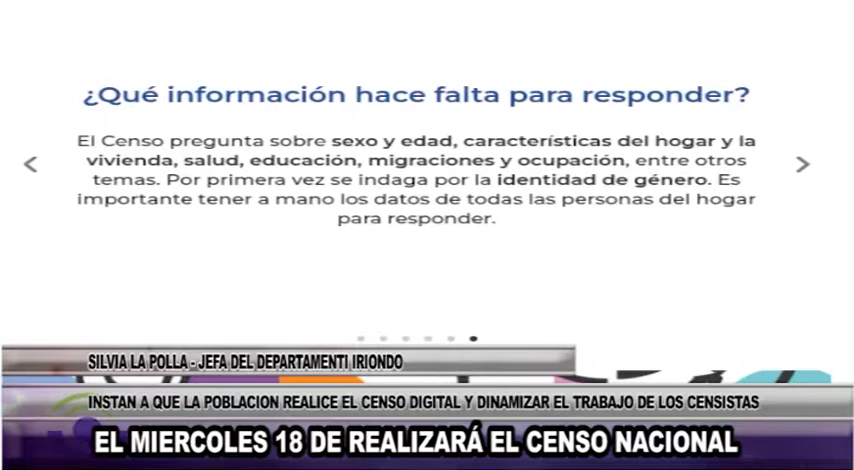 ¿Qué información hace falta para responder?
El Censo pregunta sobre sexo y edad, características del hogar y la
vivienda, salud, educación, migraciones y ocupación, entre otros
temas. Por primera vez se indaga por la identidad de género. Es
importante tener a mano los datos de todas las personas del hogar
para responder.
SILVIA LA POLLA - JEFA DEL DEPARTAMENTI IRIONDO
INSTAN A QUE LA POBLACION REALICE EL CENSO DIGITAL Y DINAMIZAR EL TRABAJO DE LOS CENSISTAS
EL MIERCOLES 18 DE REALIZARÁ EL CENSO NACIONAL